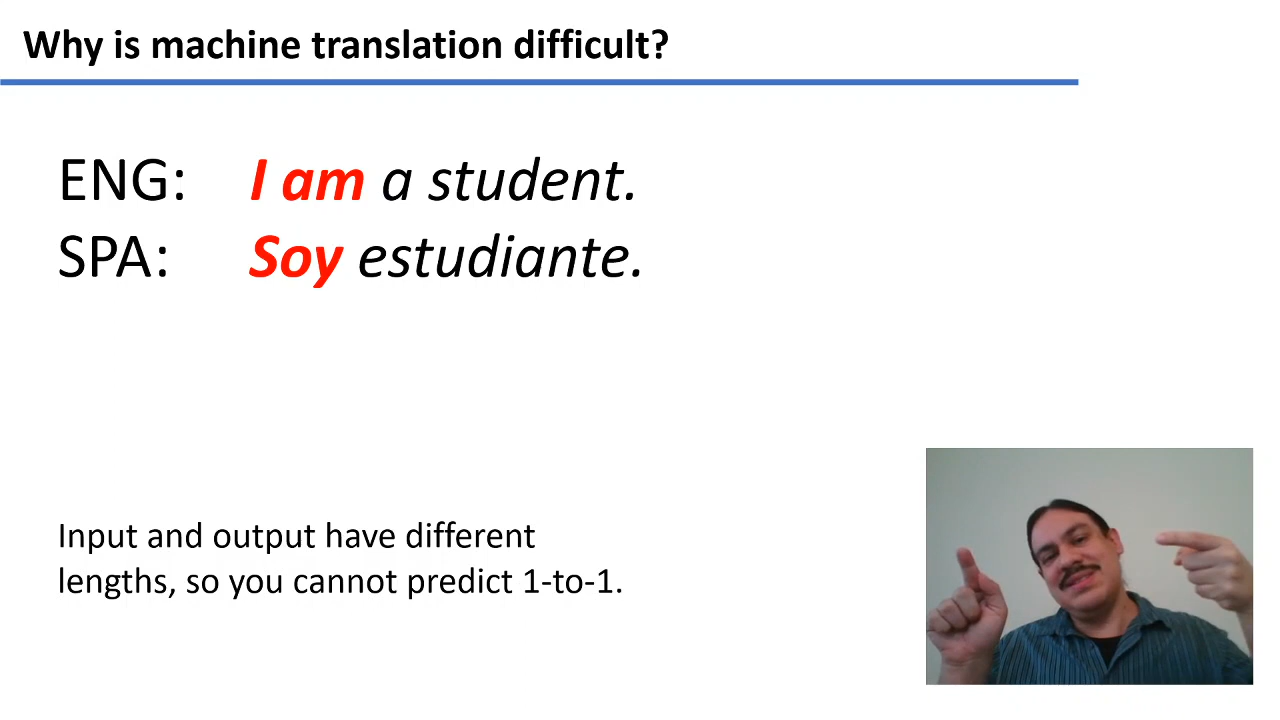 Why is machine translation difficult?
ENG: I am a student.
SPA: Soy estudiante.
Input and output have different
lengths, so you cannot predict 1-to-1.